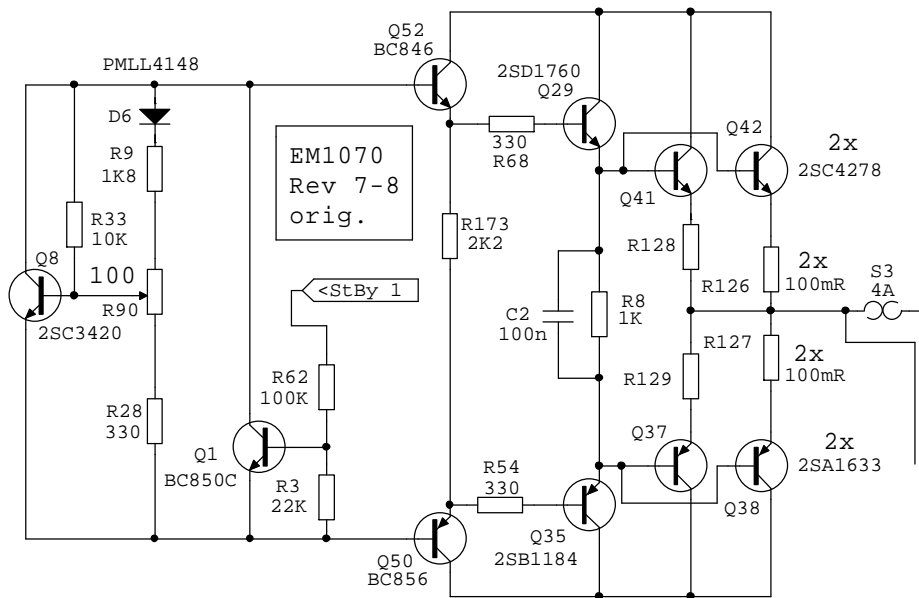 Q52
BC846
PMLL4148
D6
R9
1K8
EM1070
Rev 7-8
orig.
2SD1760
Q29
330
R68
Q42
2x
2SC4278
Q41
R33
10K
R173
2K2
R128
Q8
100
R90
2SC3420
<StBy 1
C2
100n
R8
1K
R126
2x
100mR
S3
4A
R127
2x
100mR
R129
R62
100K
R28
330
Q1
BC850C
R3
22K
R54
330
Q37
2x
2SA1633
Q38
Q35
2SB1184
Q50
BC856